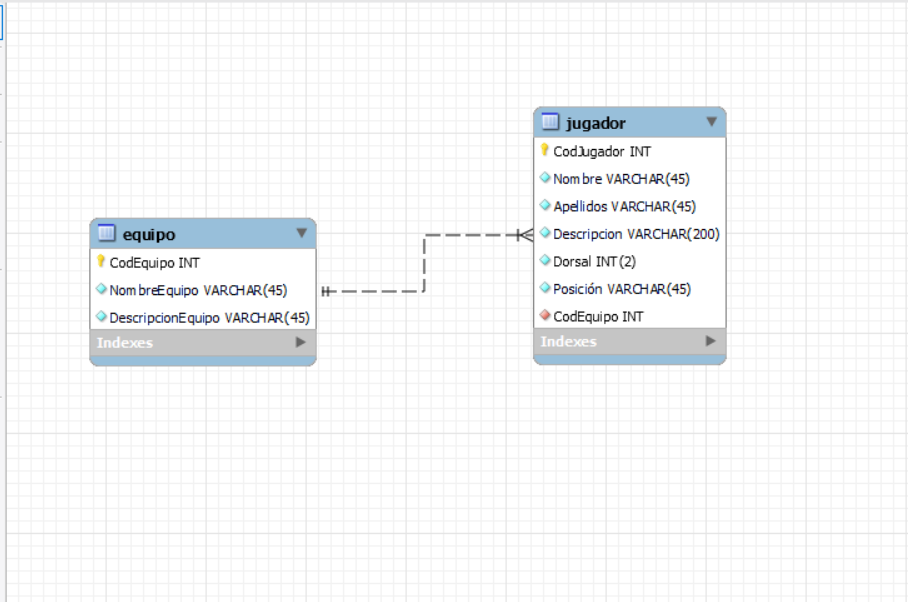 equipo
CodEquipo INT
NombreEquipo VARCHAR(45)
DescripcionEquipo VARCHAR(45)
Indexes
jugador
CodJugador INT
Nombre VARCHAR(45)
Apellidos VARCHAR(45)
Descripcion VARCHAR(200)
Dorsal INT(2)
Posición VARCHAR(45)
CodEquipo INT
Indexes